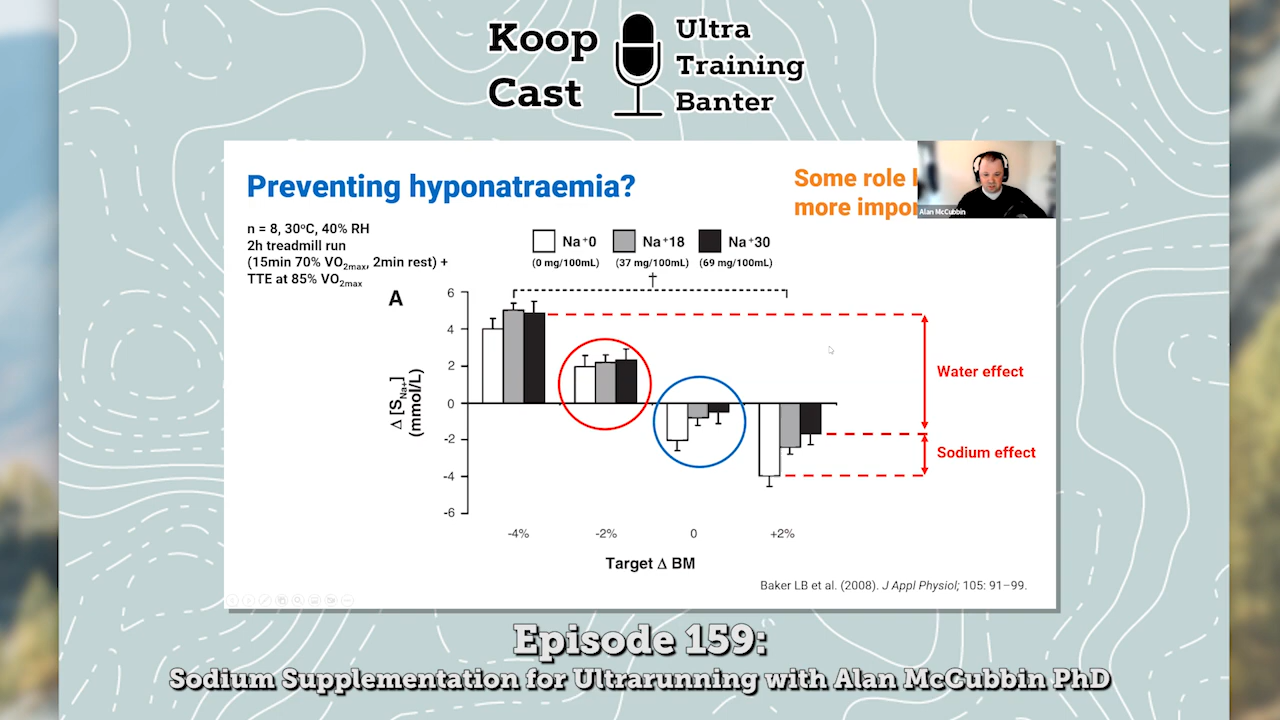 Koop
Cast
Ultra
Training
Banter
Preventing hyponatraemia?
Some role
more impor
Alan McCubbin
n = 8, 30ºC, 40% RH
2h treadmill run
(15min 70% VO2max, 2min rest) +
TTE at 85% VO2max
Na+0 Na+18 Na+30
(0 mg/100mL) (37 mg/100mL) (69 mg/100mL)
†
A
6
4
2
0
-2
-4
-6
Δ [SNa+]
(mmol/L)
Water effect
Sodium effect
-4% -2% 0 +2%
Target Δ BM
Baker LB et al. (2008). J Appl Physiol; 105: 91–99.
Episode 159:
Sodium Supplementation for Ultrarunning with Alan McCubbin PhD